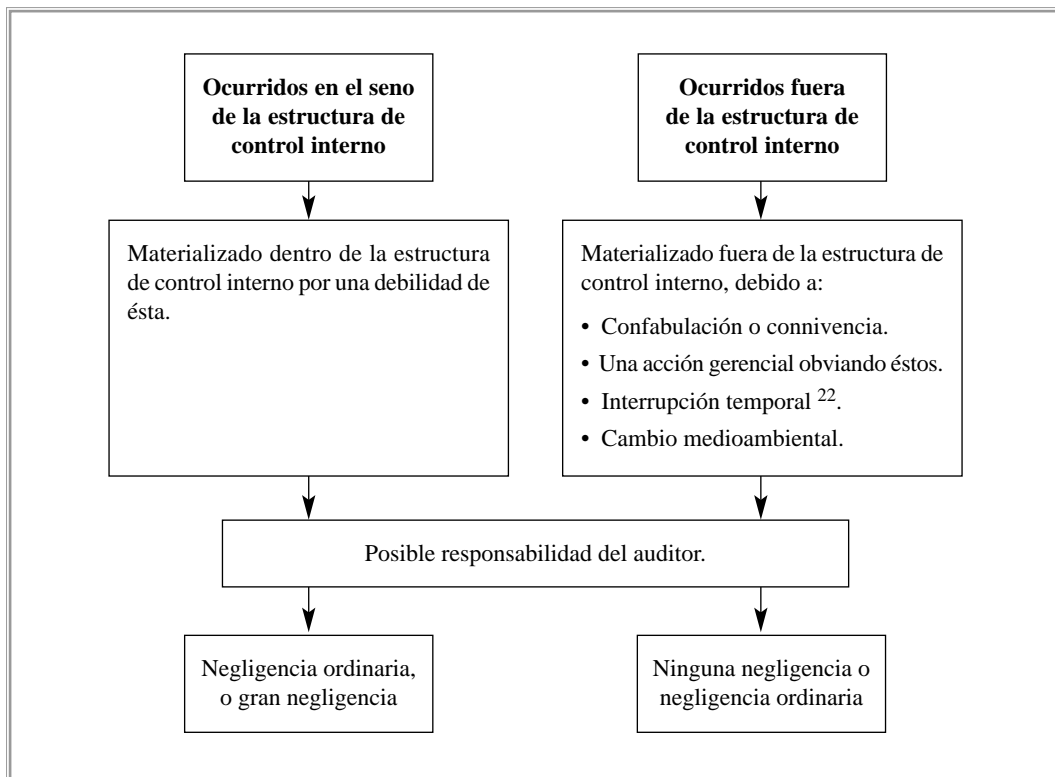 Ocurridos en el seno
de la estructura de
control interno
Ocurridos fuera
de la estructura de
control interno
Materializado dentro de la estructura
de control interno por una debilidad de
ésta.
Materializado fuera de la estructura de
control interno, debido a:
• Confabulación o connivencia.
• Una acción gerencial obviando éstos.
• Interrupción temporal 22.
• Cambio medioambiental.
Posible responsabilidad del auditor.
Negligencia ordinaria,
o gran negligencia
Ninguna negligencia o
negligencia ordinaria